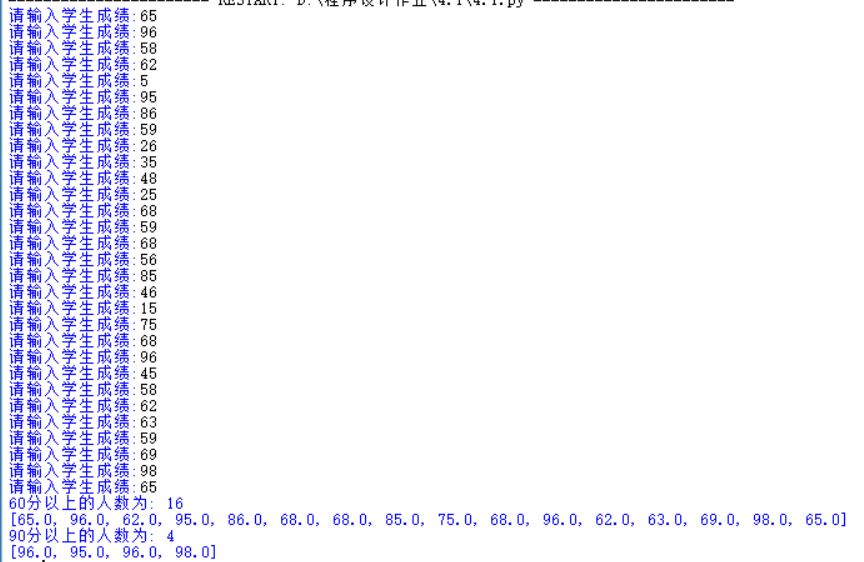 ======================= RESTART: D:\程序设计作业\4.1\4.1.py =======================
请输入学生成绩:65
请输入学生成绩:96
请输入学生成绩:58
请输入学生成绩:62
请输入学生成绩:5
请输入学生成绩:95
请输入学生成绩:86
请输入学生成绩:59
请输入学生成绩:26
请输入学生成绩:35
请输入学生成绩:48
请输入学生成绩:25
请输入学生成绩:68
请输入学生成绩:59
请输入学生成绩:68
请输入学生成绩:56
请输入学生成绩:85
请输入学生成绩:46
请输入学生成绩:15
请输入学生成绩:75
请输入学生成绩:68
请输入学生成绩:96
请输入学生成绩:45
请输入学生成绩:58
请输入学生成绩:62
请输入学生成绩:63
请输入学生成绩:59
请输入学生成绩:69
请输入学生成绩:98
请输入学生成绩:65
60分以上的人数为: 16
[65.0, 96.0, 62.0, 95.0, 86.0, 68.0, 68.0, 85.0, 75.0, 68.0, 96.0, 62.0, 63.0, 69.0, 98.0, 65.0]
90分以上的人数为: 4
[96.0, 95.0, 96.0, 98.0]